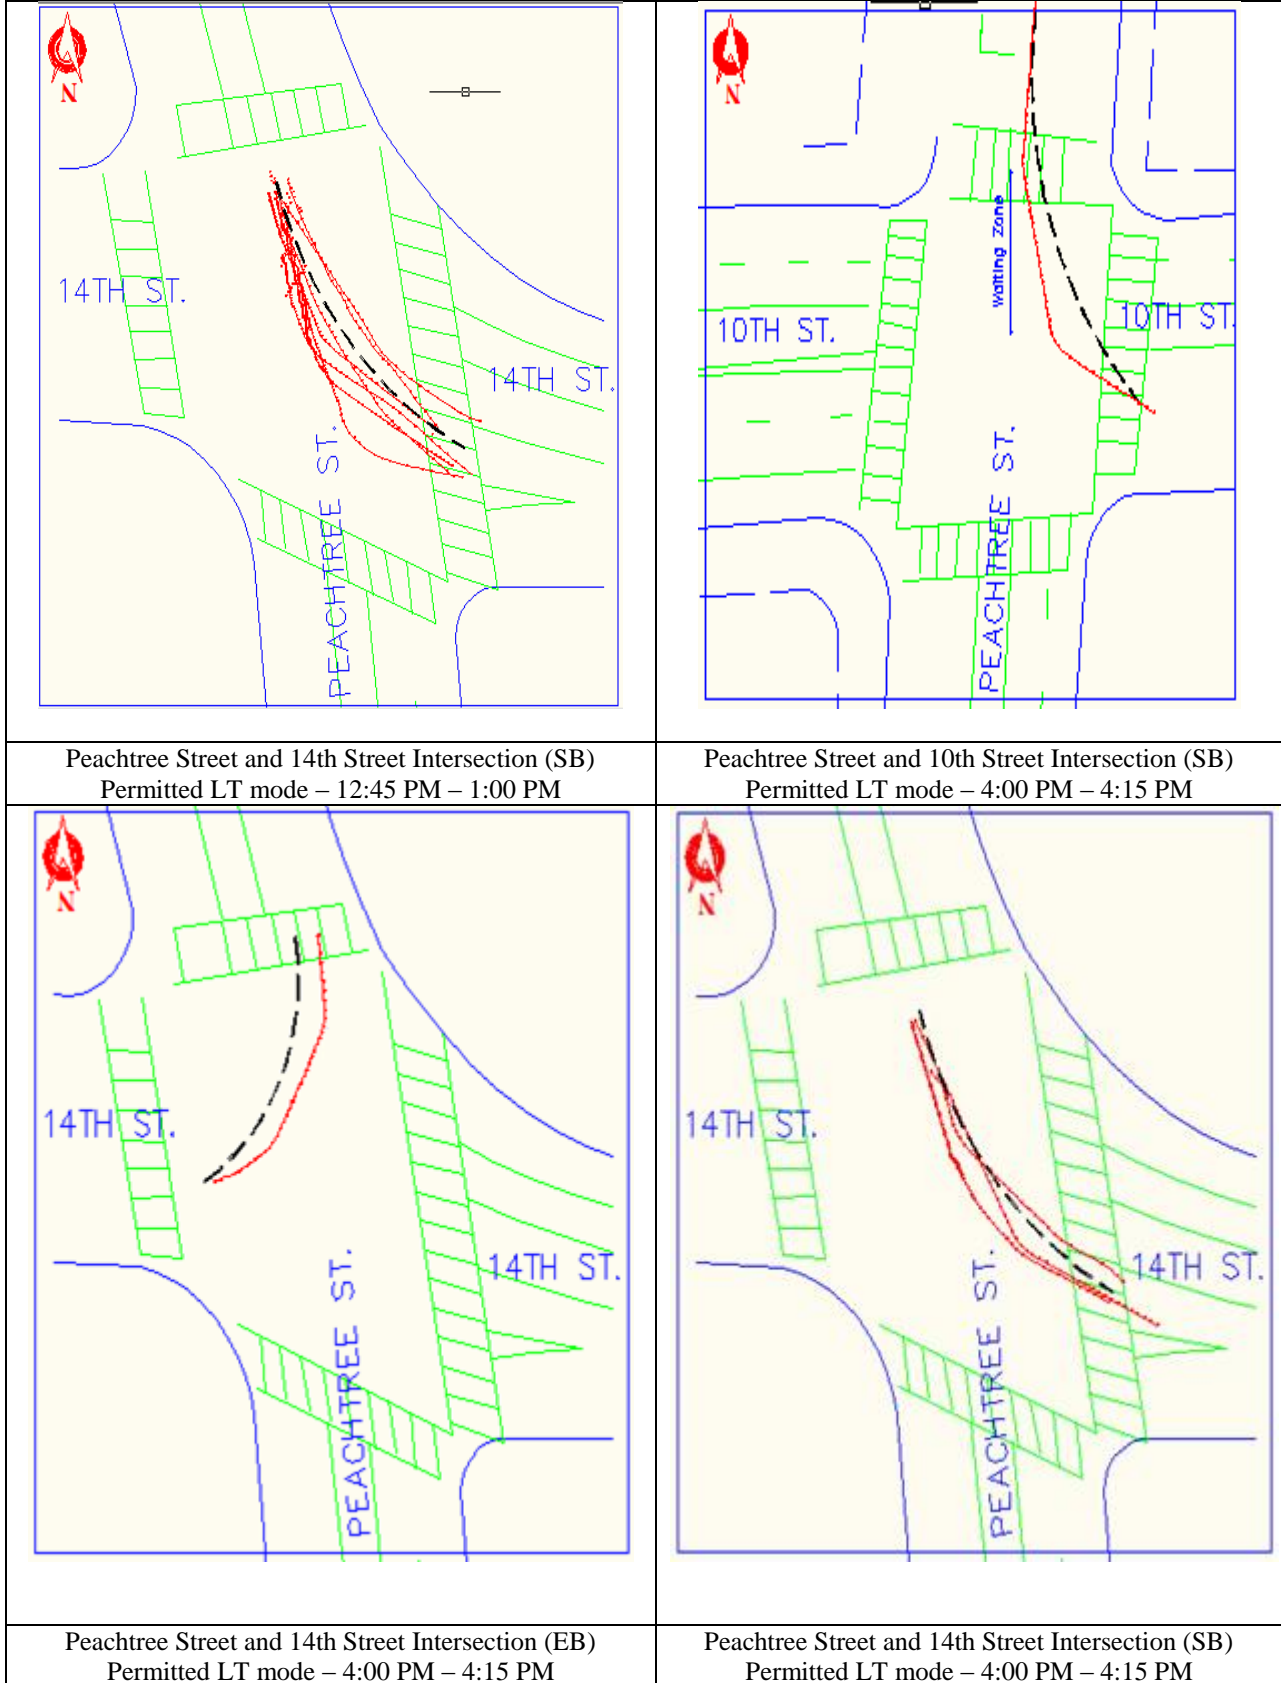 N
14TH ST.
14TH ST.
PEACHTREE ST.
N
Waiting Zone
10TH ST.
10TH ST.
PEACHTREE ST.
Peachtree Street and 14th Street Intersection (SB)
Permitted LT mode – 12:45 PM – 1:00 PM
Peachtree Street and 10th Street Intersection (SB)
Permitted LT mode – 4:00 PM – 4:15 PM
N
14TH ST.
14TH ST.
PEACHTREE ST.
N
14TH ST.
14TH ST.
PEACHTREE ST.
Peachtree Street and 14th Street Intersection (EB)
Permitted LT mode – 4:00 PM – 4:15 PM
Peachtree Street and 14th Street Intersection (SB)
Permitted LT mode – 4:00 PM – 4:15 PM